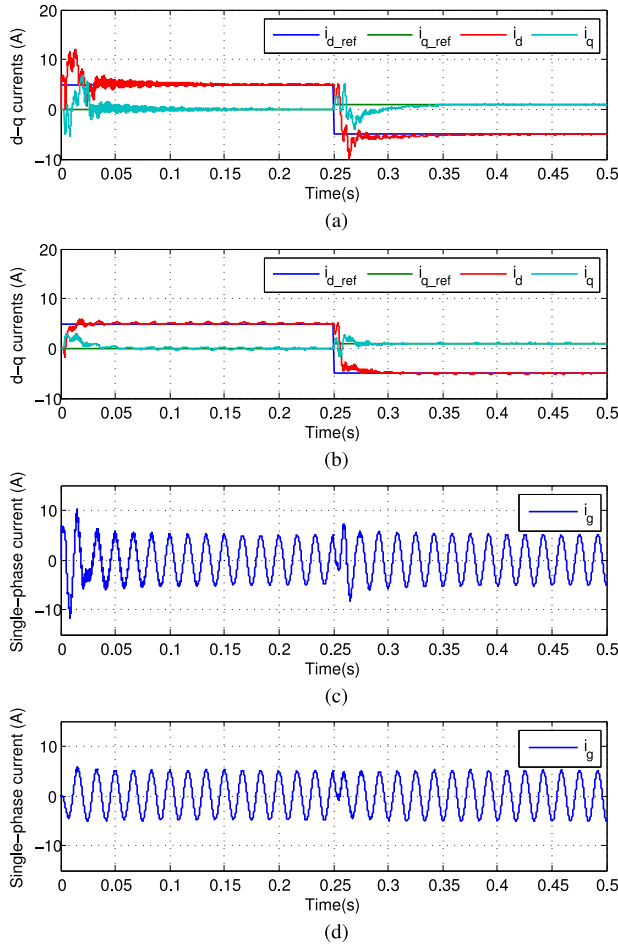 20
10
0
−10
d−q currents (A)
i_d_ref i_q_ref i_d i_q
0 0.05 0.1 0.15 0.2 0.25 0.3 0.35 0.4 0.45 0.5
Time(s)
(a)
20
10
0
−10
d−q currents (A)
i_d_ref i_q_ref i_d i_q
0 0.05 0.1 0.15 0.2 0.25 0.3 0.35 0.4 0.45 0.5
Time(s)
(b)
10
0
−10
Single−phase current (A)
i_g
0 0.05 0.1 0.15 0.2 0.25 0.3 0.35 0.4 0.45 0.5
Time(s)
(c)
10
0
−10
Single−phase current (A)
i_g
0 0.05 0.1 0.15 0.2 0.25 0.3 0.35 0.4 0.45 0.5
Time(s)
(d)